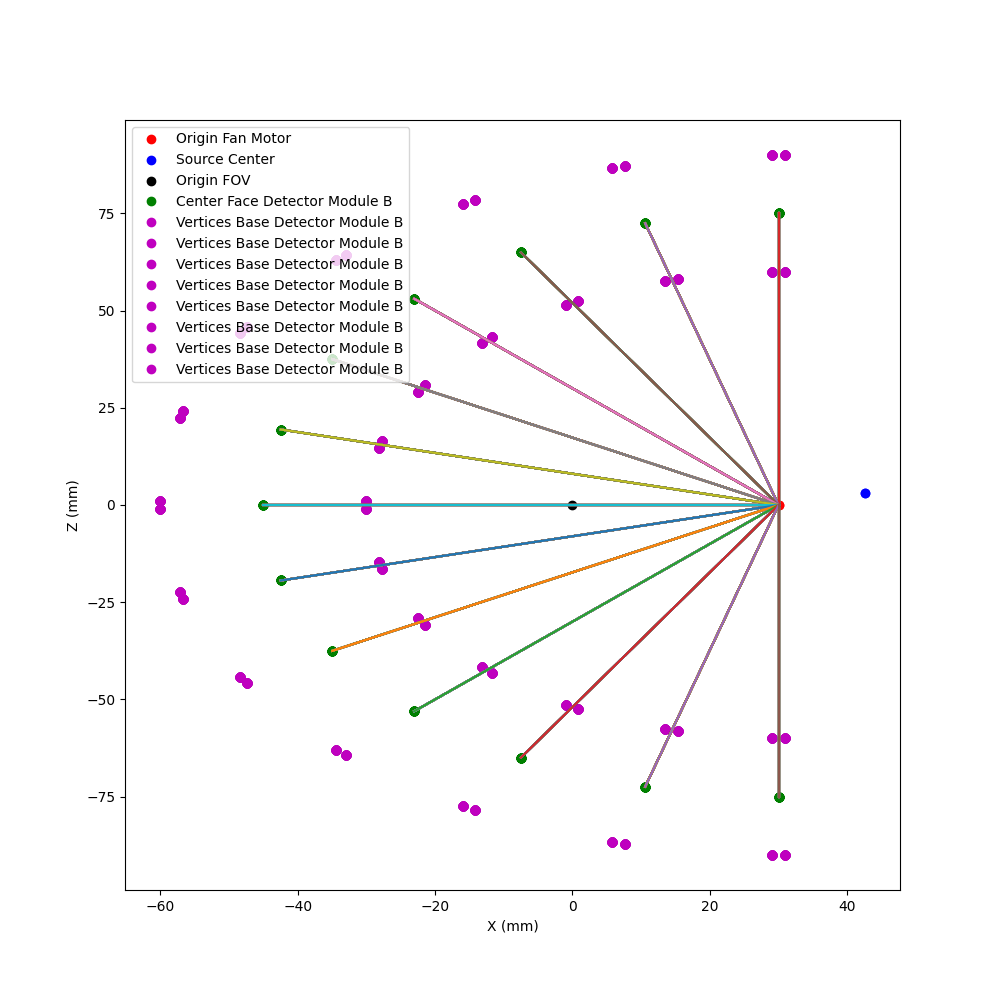 Origin Fan Motor
Source Center
Origin FOV
Center Face Detector Module B
Vertices Base Detector Module B
Vertices Base Detector Module B
Vertices Base Detector Module B
Vertices Base Detector Module B
Vertices Base Detector Module B
Vertices Base Detector Module B
Vertices Base Detector Module B
Vertices Base Detector Module B
75
50
25
0
−25
−50
−75
Z (mm)
−60 −40 −20 0 20 40
X (mm)